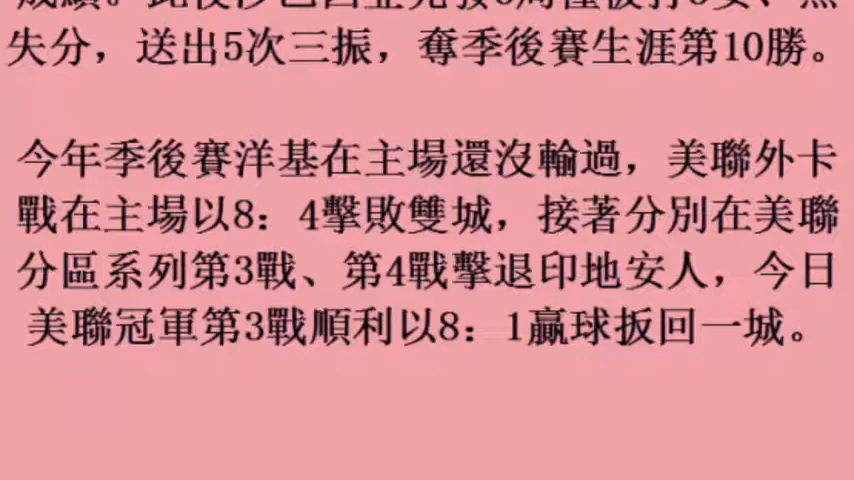 失分，送出5次三振，奪季後賽生涯第10勝。
今年季後賽洋基在主場還沒輸過，美聯外卡
戰在主場以8：4擊敗雙城，接著分別在美聯
分區系列第3戰、第4戰擊退印地安人，今日
美聯冠軍第3戰順利以8：1贏球扳回一城。